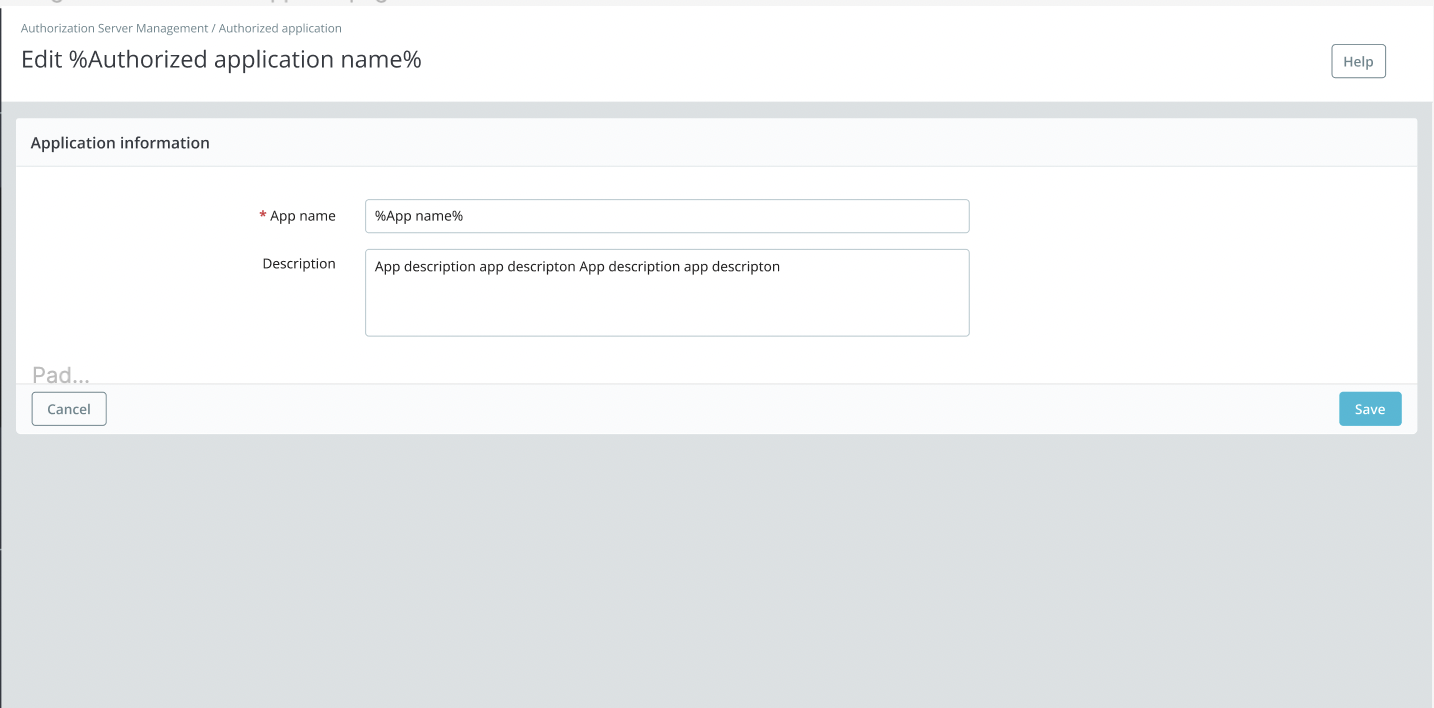 Authorization Server Management / Authorized application
Edit %Authorized application name%
Help
Application information
* App name
%App name%
Description
App description app descripton App description app descripton
Pad...
Cancel
Save